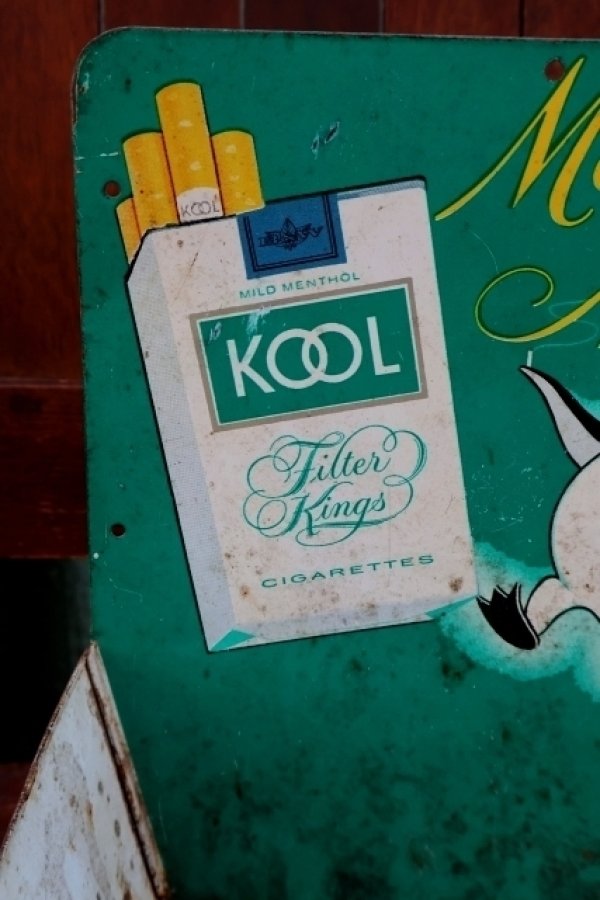 KOOL
MILD MENTHOL
KOOL
Filter
Kings
CIGARETTES